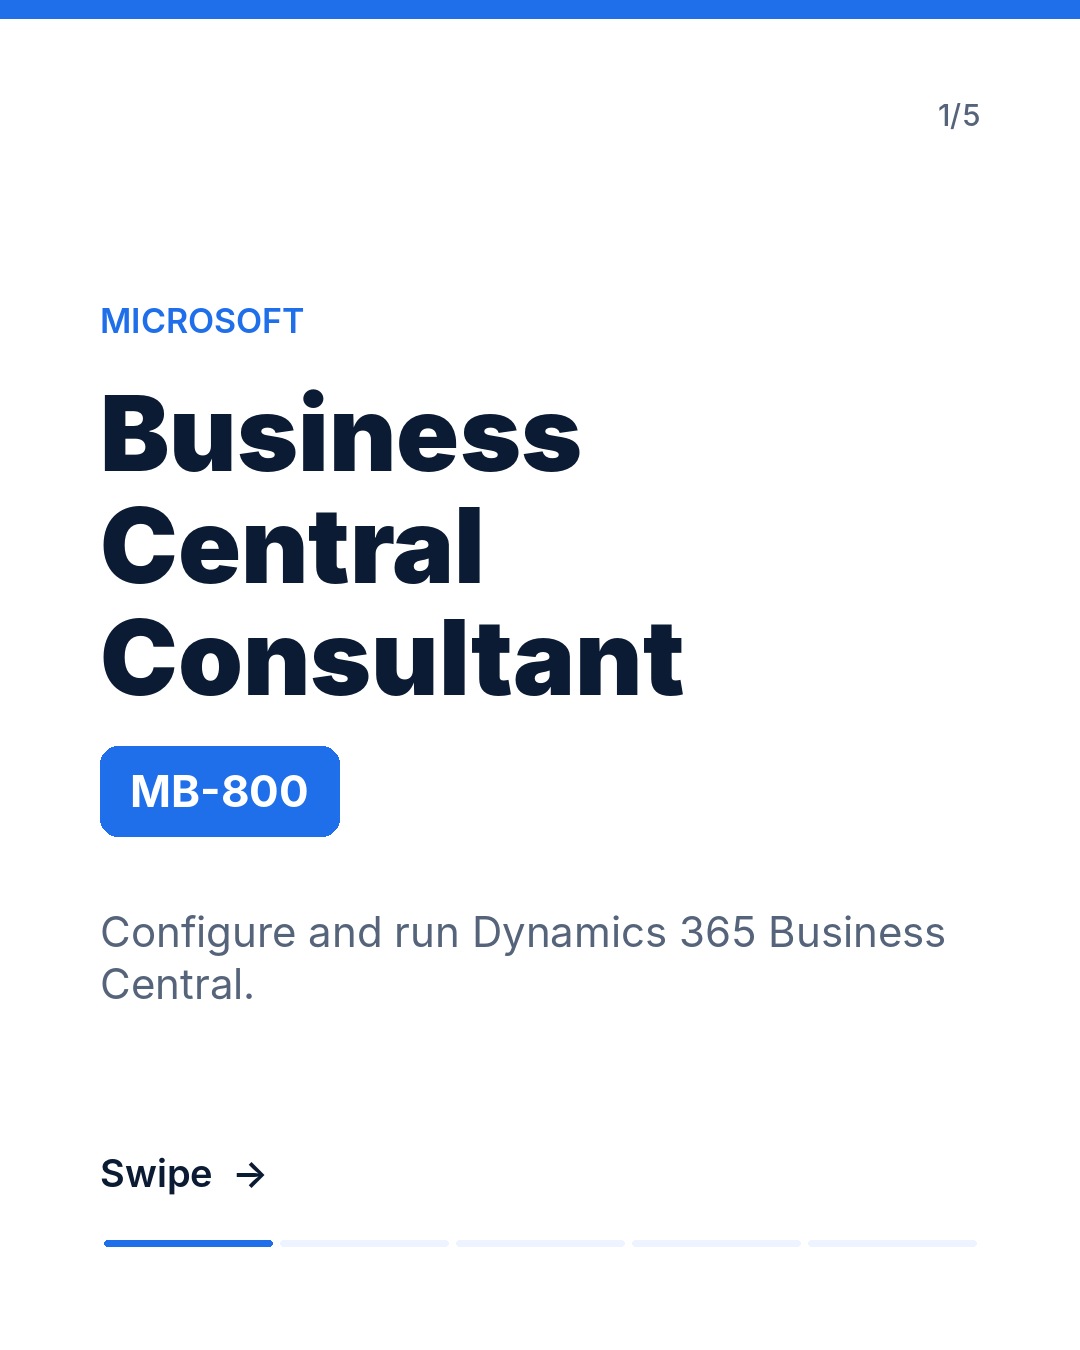 1/5
MICROSOFT
Business
Central
Consultant
MB-800
Configure and run Dynamics 365 Business
Central.
Swipe →